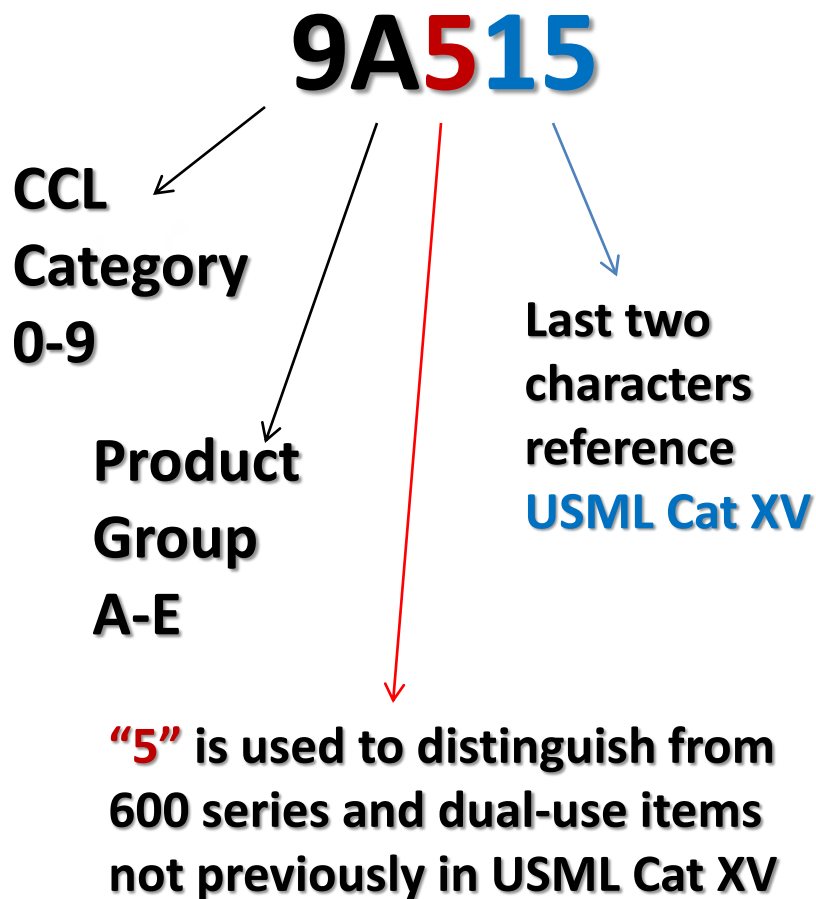 9A515
CCL
Category
0-9
Product
Group
A-E
Last two
characters
reference
USML Cat XV
“5” is used to distinguish from
600 series and dual-use items
not previously in USML Cat XV